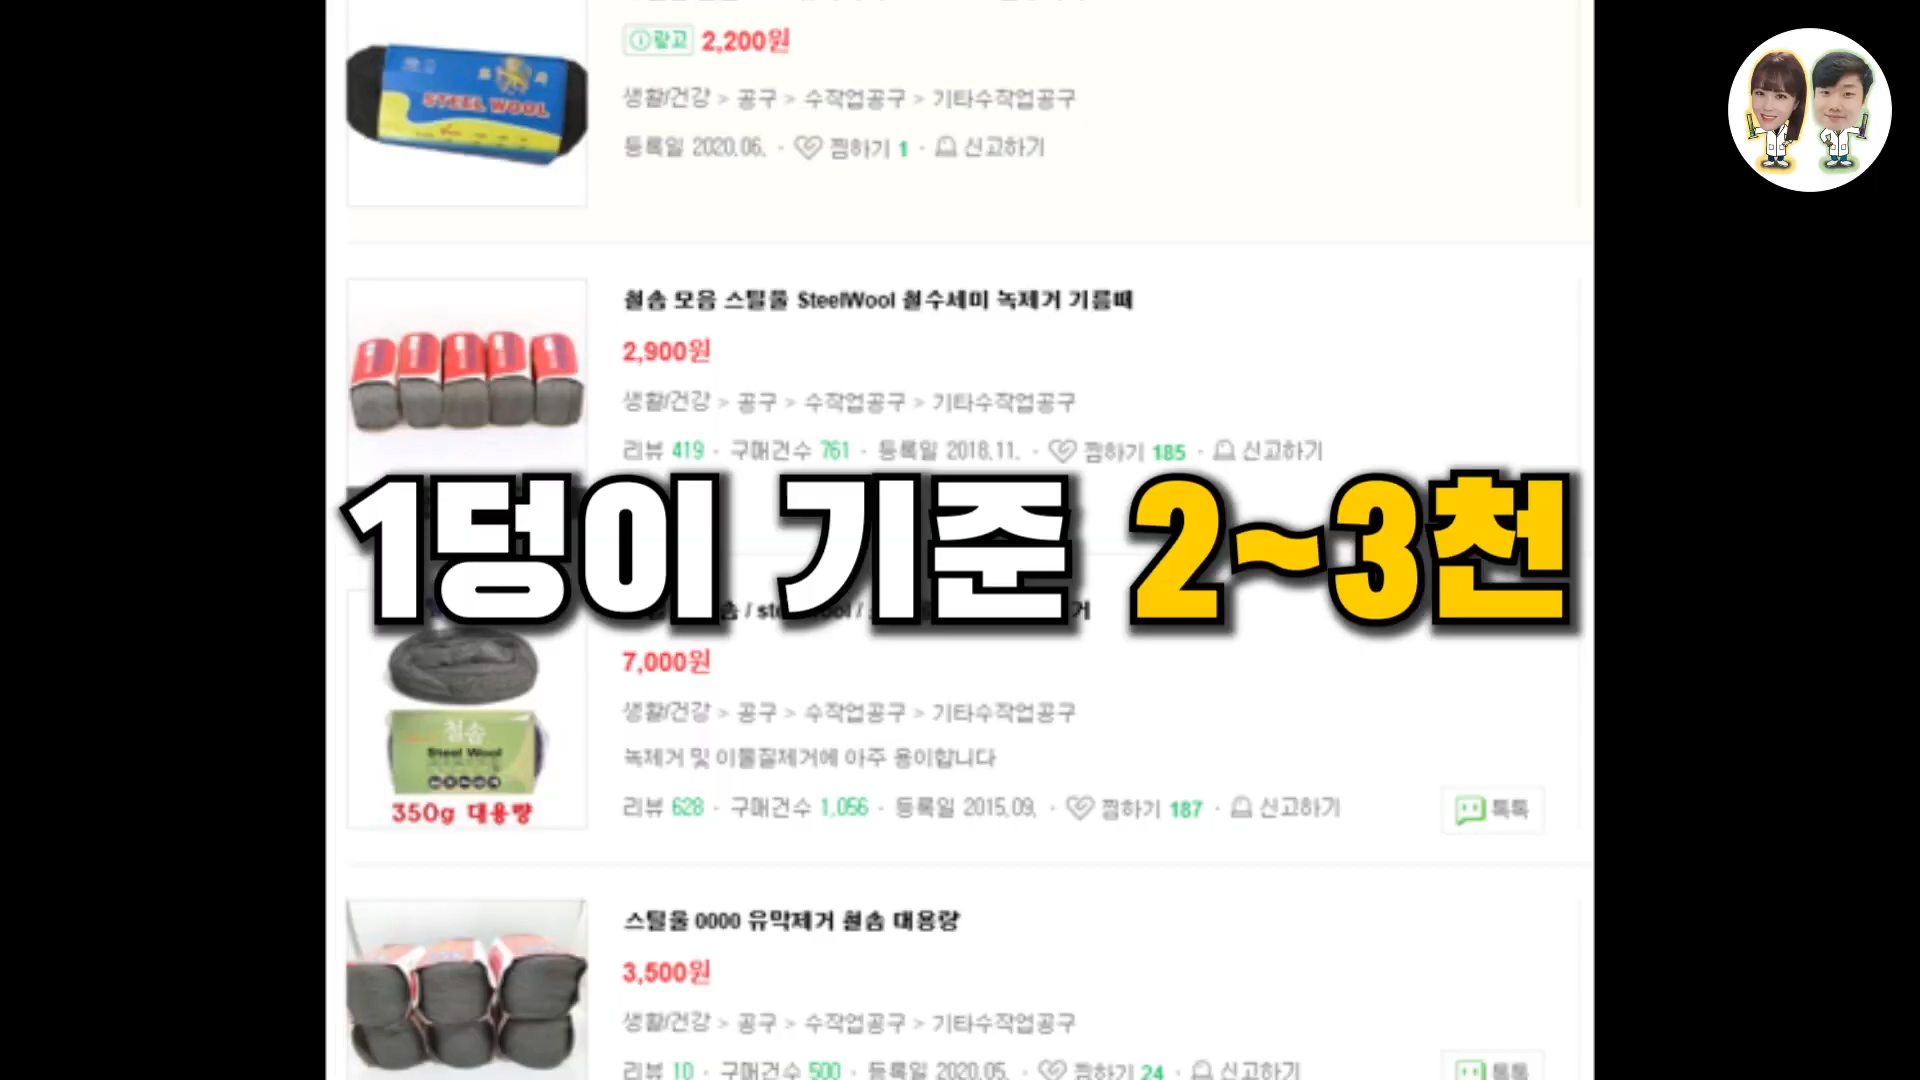 광고 2,200원
STEEL WOOL
생활/건강 > 공구 > 수작업공구 > 기타수작업공구
등록일 2020.06. · 찜하기 1 · 신고하기
철솜 모음 스틸울 SteelWool 철수세미 녹제거 기름때
2,900원
생활/건강 > 공구 > 수작업공구 > 기타수작업공구
리뷰 419 · 구매건수 761 · 등록일 2018.11. · 찜하기 185 · 신고하기
1덩이 기준 2~3천
7,000원
생활/건강 > 공구 > 수작업공구 > 기타수작업공구
철솜
Steel Wool
녹제거 및 이물질제거에 아주 용이합니다
350g 대용량
리뷰 628 · 구매건수 1,056 · 등록일 2015.09. · 찜하기 187 · 신고하기
톡톡
스틸울 0000 유막제거 철솜 대용량
3,500원
생활/건강 > 공구 > 수작업공구 > 기타수작업공구
리뷰 10 · 구매건수 500 · 등록일 2020.05. · 찜하기 24 · 신고하기
톡톡